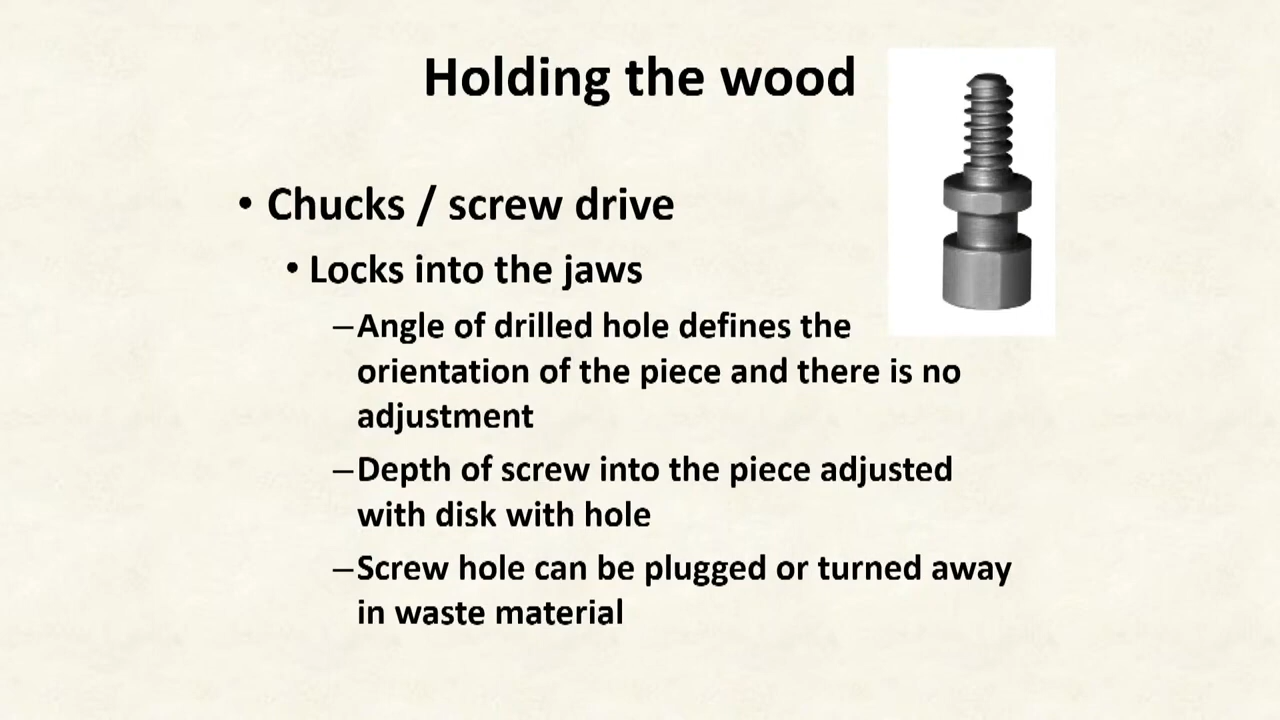 Holding the wood
• Chucks / screw drive
• Locks into the jaws
–Angle of drilled hole defines the
orientation of the piece and there is no
adjustment
–Depth of screw into the piece adjusted
with disk with hole
–Screw hole can be plugged or turned away
in waste material